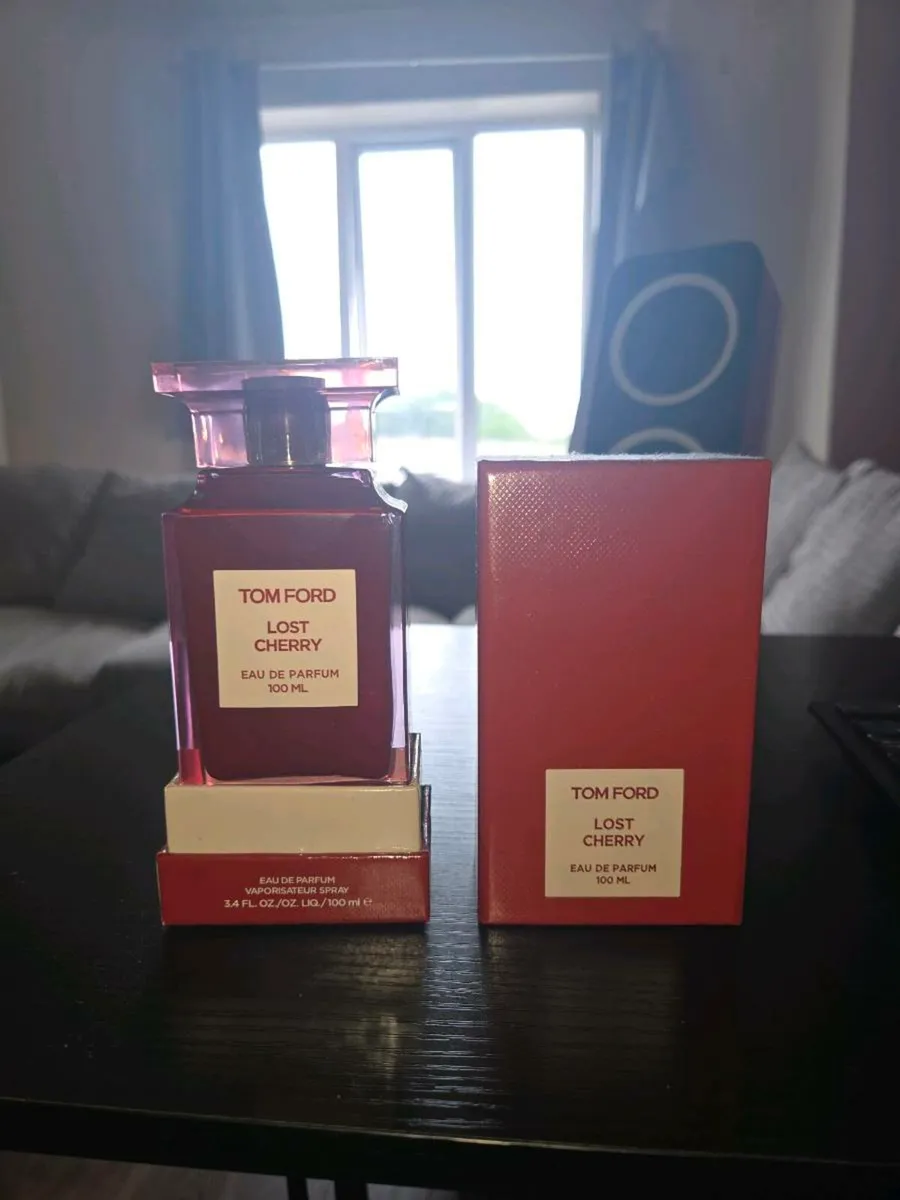 TOM FORD
LOST
CHERRY
EAU DE PARFUM
100 ML
EAU DE PARFUM
VAPORISATEUR SPRAY
3.4 FL. OZ./OZ. LIQ./100 ml ℮
TOM FORD
LOST
CHERRY
EAU DE PARFUM
100 ML